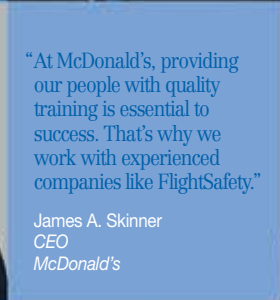 “At McDonald’s, providing
our people with quality
training is essential to
success. That’s why we
work with experienced
companies like FlightSafety.”
James A. Skinner
CEO
McDonald’s